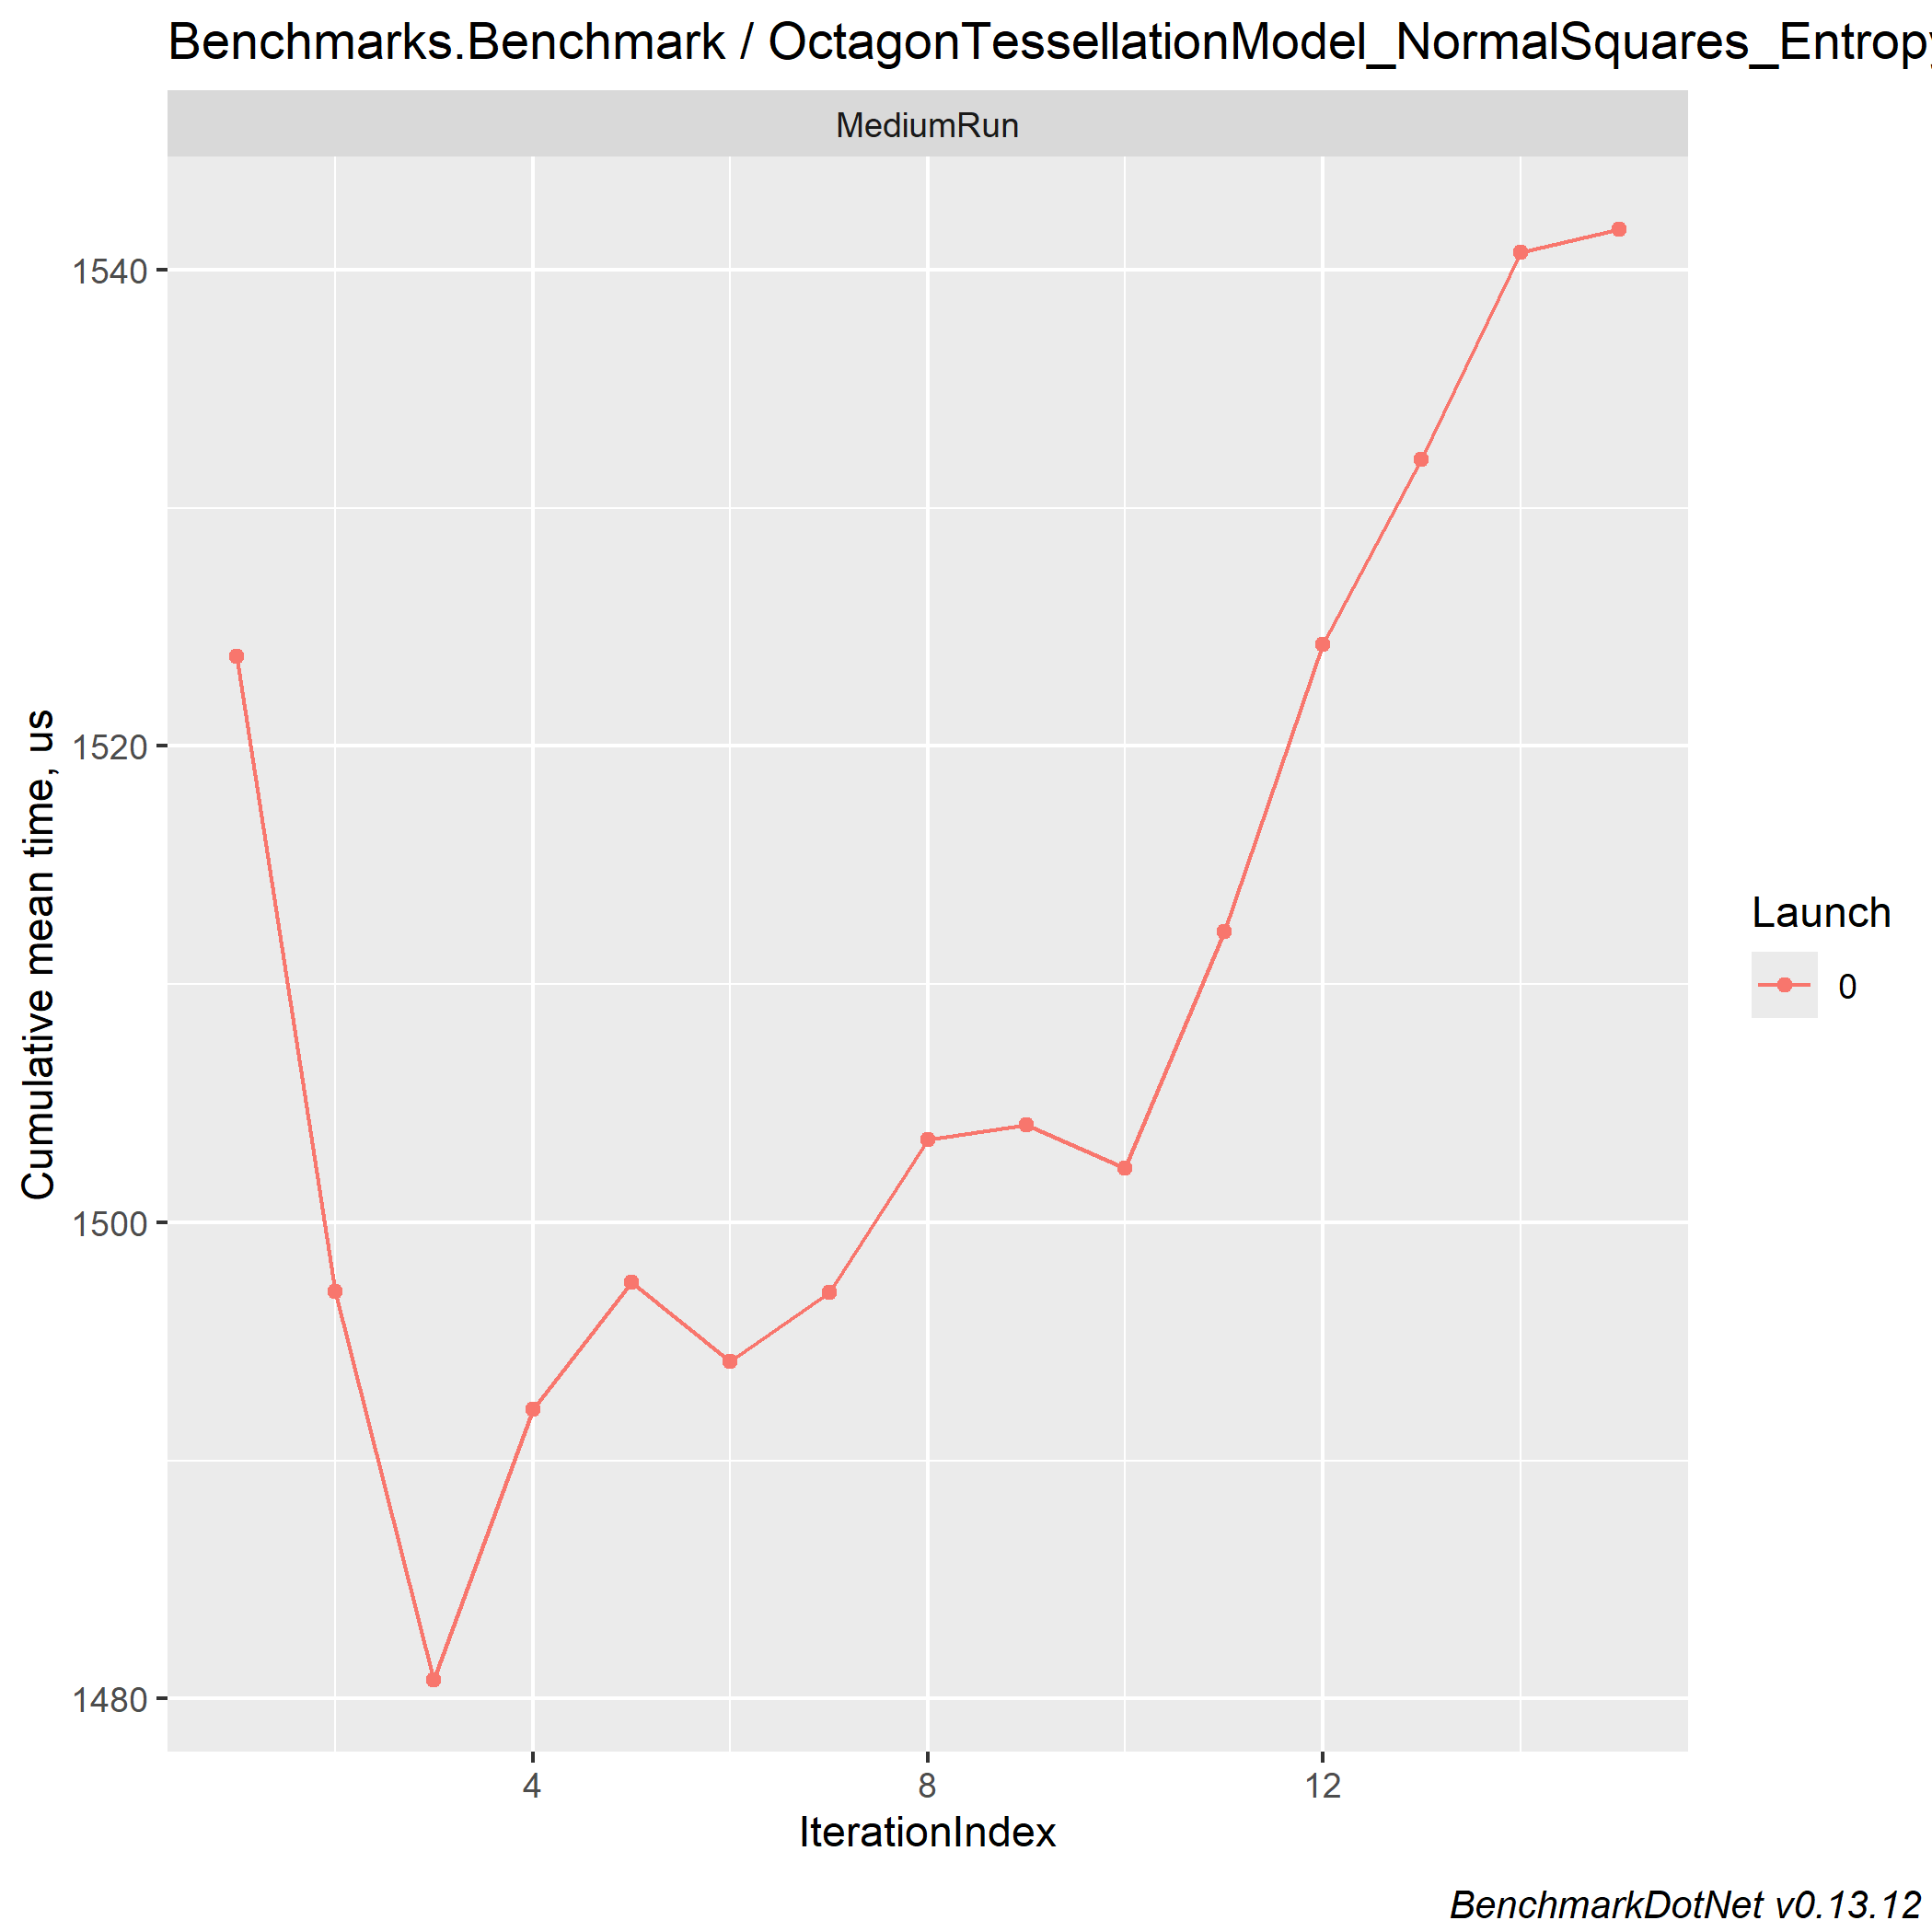 Benchmarks.Benchmark / OctagonTessellationModel_NormalSquares_Entropy
MediumRun
1540
1520
1500
1480
Cumulative mean time, us
4 8 12
IterationIndex
Launch
0
BenchmarkDotNet v0.13.12